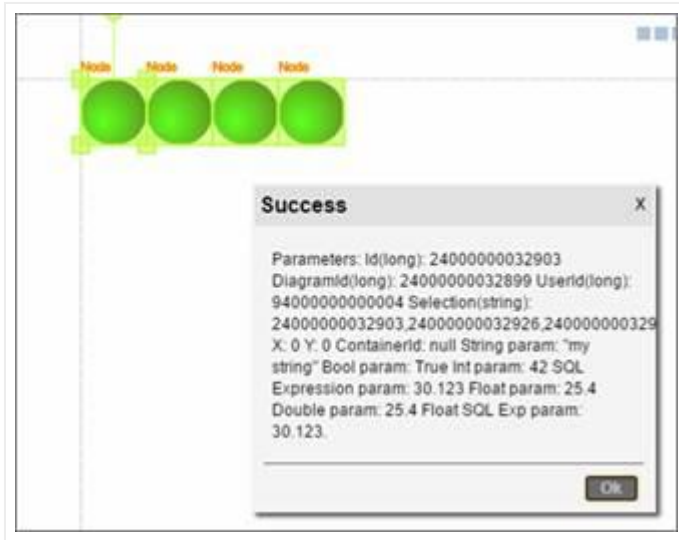 Node Node Node Node
Success X
Parameters: Id(long): 24000000032903
DiagramId(long): 24000000032899 UserId(long):
94000000000004 Selection(string):
24000000032903,24000000032926,240000000329
X: 0 Y: 0 ContainerId: null String param: "my
string" Bool param: True Int param: 42 SQL
Expression param: 30.123 Float param: 25.4
Double param: 25.4 Float SQL Exp param:
30.123.
Ok